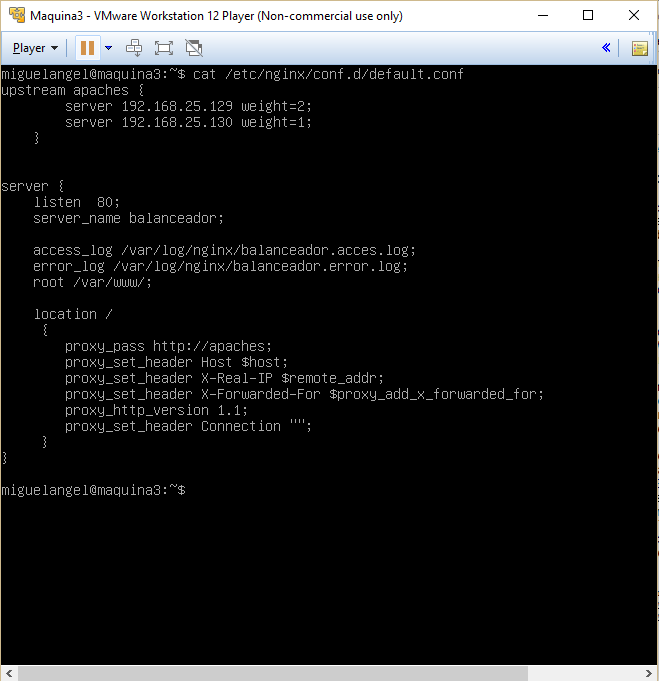 Maquina3 - VMware Workstation 12 Player (Non-commercial use only)
Player
miguelangel@maquina3:~$ cat /etc/nginx/conf.d/default.conf
upstream apaches {
        server 192.168.25.129 weight=2;
        server 192.168.25.130 weight=1;
    }
server {
    listen  80;
    server_name balanceador;
    access_log /var/log/nginx/balanceador.acces.log;
    error_log /var/log/nginx/balanceador.error.log;
    root /var/www/;
    location /
     {
        proxy_pass http://apaches;
        proxy_set_header Host $host;
        proxy_set_header X-Real-IP $remote_addr;
        proxy_set_header X-Forwarded-For $proxy_add_x_forwarded_for;
        proxy_http_version 1.1;
        proxy_set_header Connection "";
     }
}
miguelangel@maquina3:~$